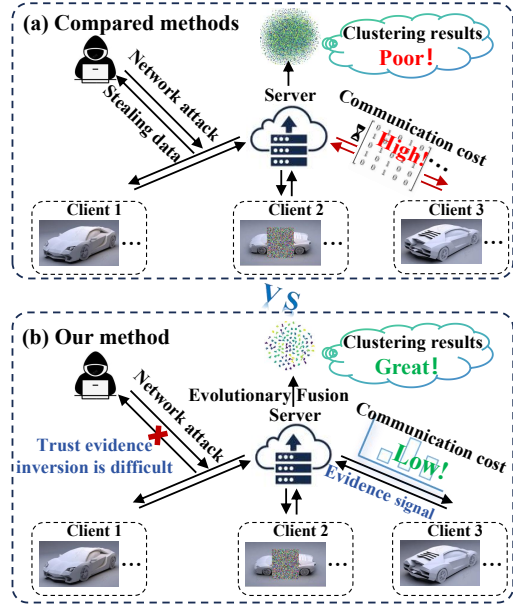 (a) Compared methods
Clustering results
Poor!
Network attack
Stealing data
Server
Communication cost
High!
...
Client 1
Client 2
Client 3
...
...
...
VS
(b) Our method
Clustering results
Great!
Network attack
Evolutionary Fusion
Server
Trust evidence
inversion is difficult
Communication cost
Low!
Evidence signal
Client 1
Client 2
Client 3
...
...
...